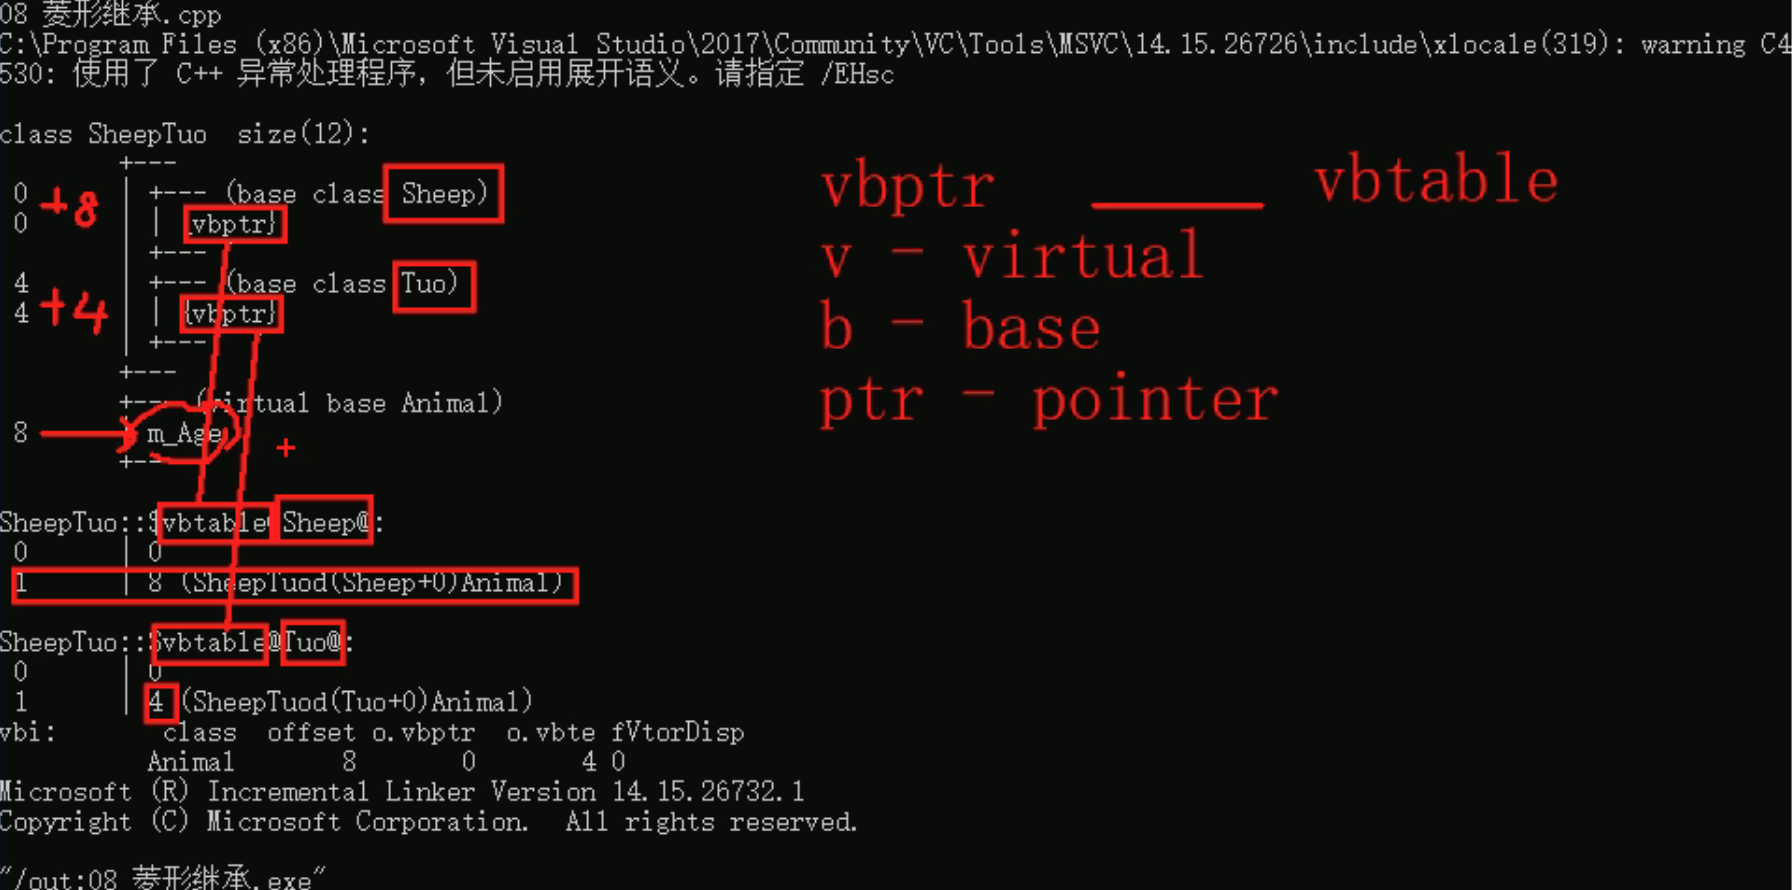 08 菱形继承.cpp
C:\Program Files (x86)\Microsoft Visual Studio\2017\Community\VC\Tools\MSVC\14.15.26726\include\xlocale(319): warning C4
530: 使用了 C++ 异常处理程序，但未启用展开语义。请指定 /EHsc
class SheepTuo  size(12):
+---
0 | +--- (base class Sheep)
+8
0 | | {vbptr}
| +---
4 | +--- (base class Tuo)
+4
4 | | {vbptr}
| +---
+---
+--- (virtual base Animal)
8 | m_Age
+---
vbptr vbtable
v - virtual
b - base
ptr - pointer
SheepTuo::$vbtable@Sheep@:
0 | 0
1 | 8 (SheepTuod(Sheep+0)Animal)
SheepTuo::$vbtable@Tuo@:
0 | 0
1 | 4 (SheepTuod(Tuo+0)Animal)
vbi: class offset o.vbptr o.vbte fVtorDisp
Animal 8 0 4 0
Microsoft (R) Incremental Linker Version 14.15.26732.1
Copyright (C) Microsoft Corporation.  All rights reserved.
"/out:08 菱形继承.exe"